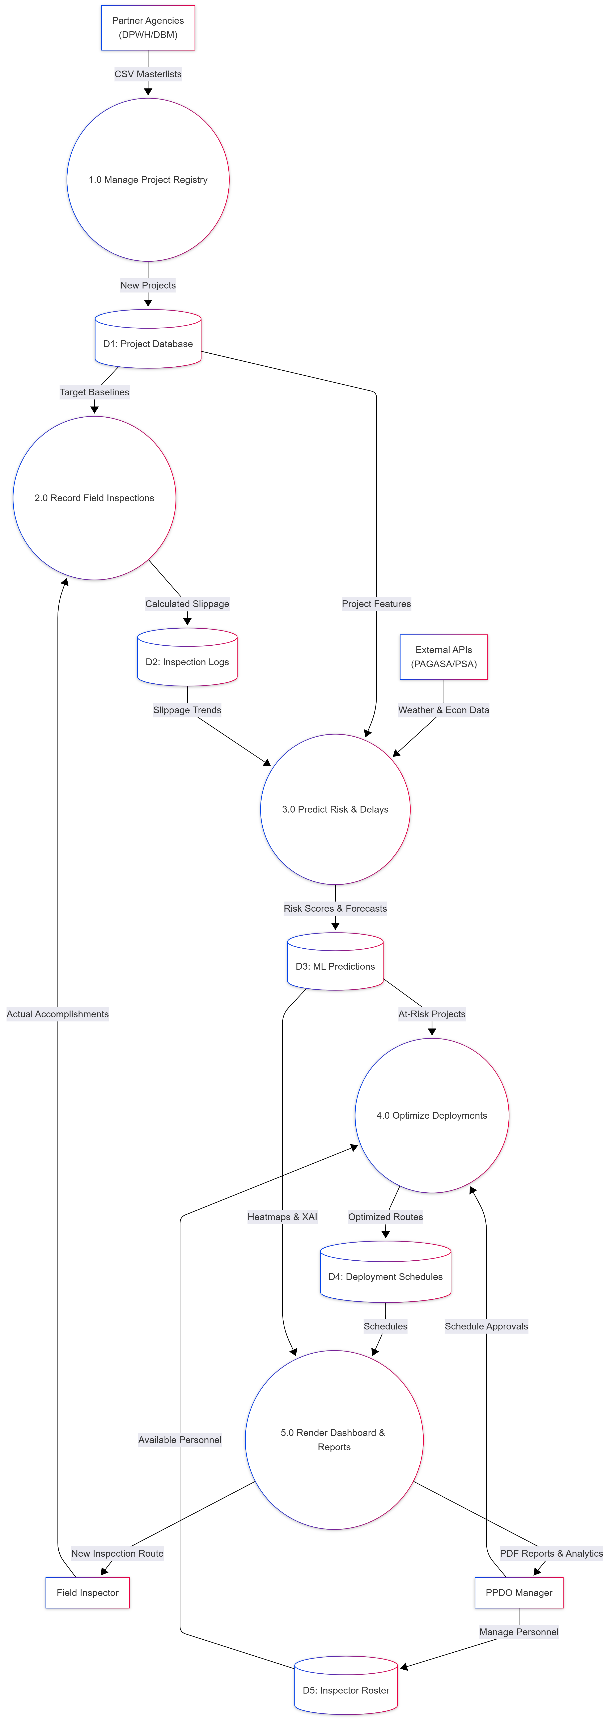 Partner Agencies
(DPWH/DBM)
CSV Masterlists
1.0 Manage Project Registry
New Projects
D1: Project Database
Target Baselines
2.0 Record Field Inspections
Calculated Slippage
Project Features
D2: Inspection Logs
External APIs
(PAGASA/PSA)
Slippage Trends
Weather & Econ Data
3.0 Predict Risk & Delays
Risk Scores & Forecasts
D3: ML Predictions
Actual Accomplishments
At-Risk Projects
4.0 Optimize Deployments
Heatmaps & XAI
Optimized Routes
D4: Deployment Schedules
Schedules
Schedule Approvals
Available Personnel
5.0 Render Dashboard &
Reports
New Inspection Route
PDF Reports & Analytics
Field Inspector
PPDO Manager
Manage Personnel
D5: Inspector Roster